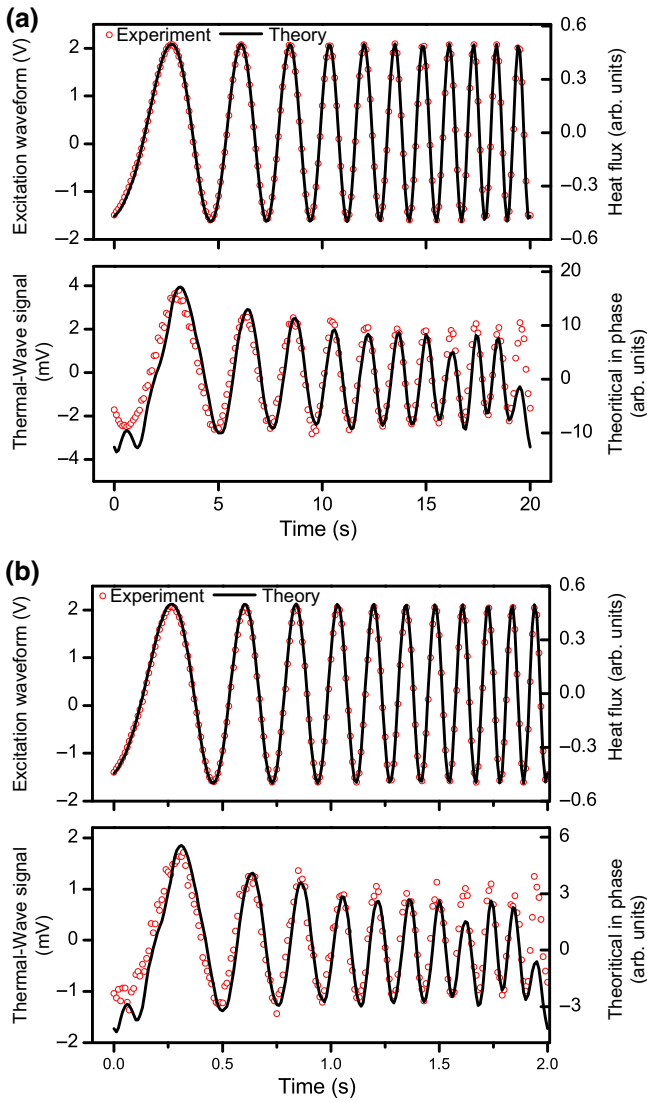 (a)
Experiment Theory
Excitation waveform (V)
2
1
0
−1
−2
Heat flux (arb. units)
0.6
0.3
0.0
−0.3
−0.6
Thermal-Wave signal
(mV)
4
2
0
−2
−4
Theoritical in phase
(arb. units)
20
10
0
−10
0 5 10 15 20
Time (s)
(b)
Experiment Theory
Excitation waveform (V)
2
1
0
−1
−2
Heat flux (arb. units)
0.6
0.3
0.0
−0.3
−0.6
Thermal-Wave signal
(mV)
2
1
0
−1
−2
Theoritical in phase
(arb. units)
6
3
0
−3
0.0 0.5 1.0 1.5 2.0
Time (s)